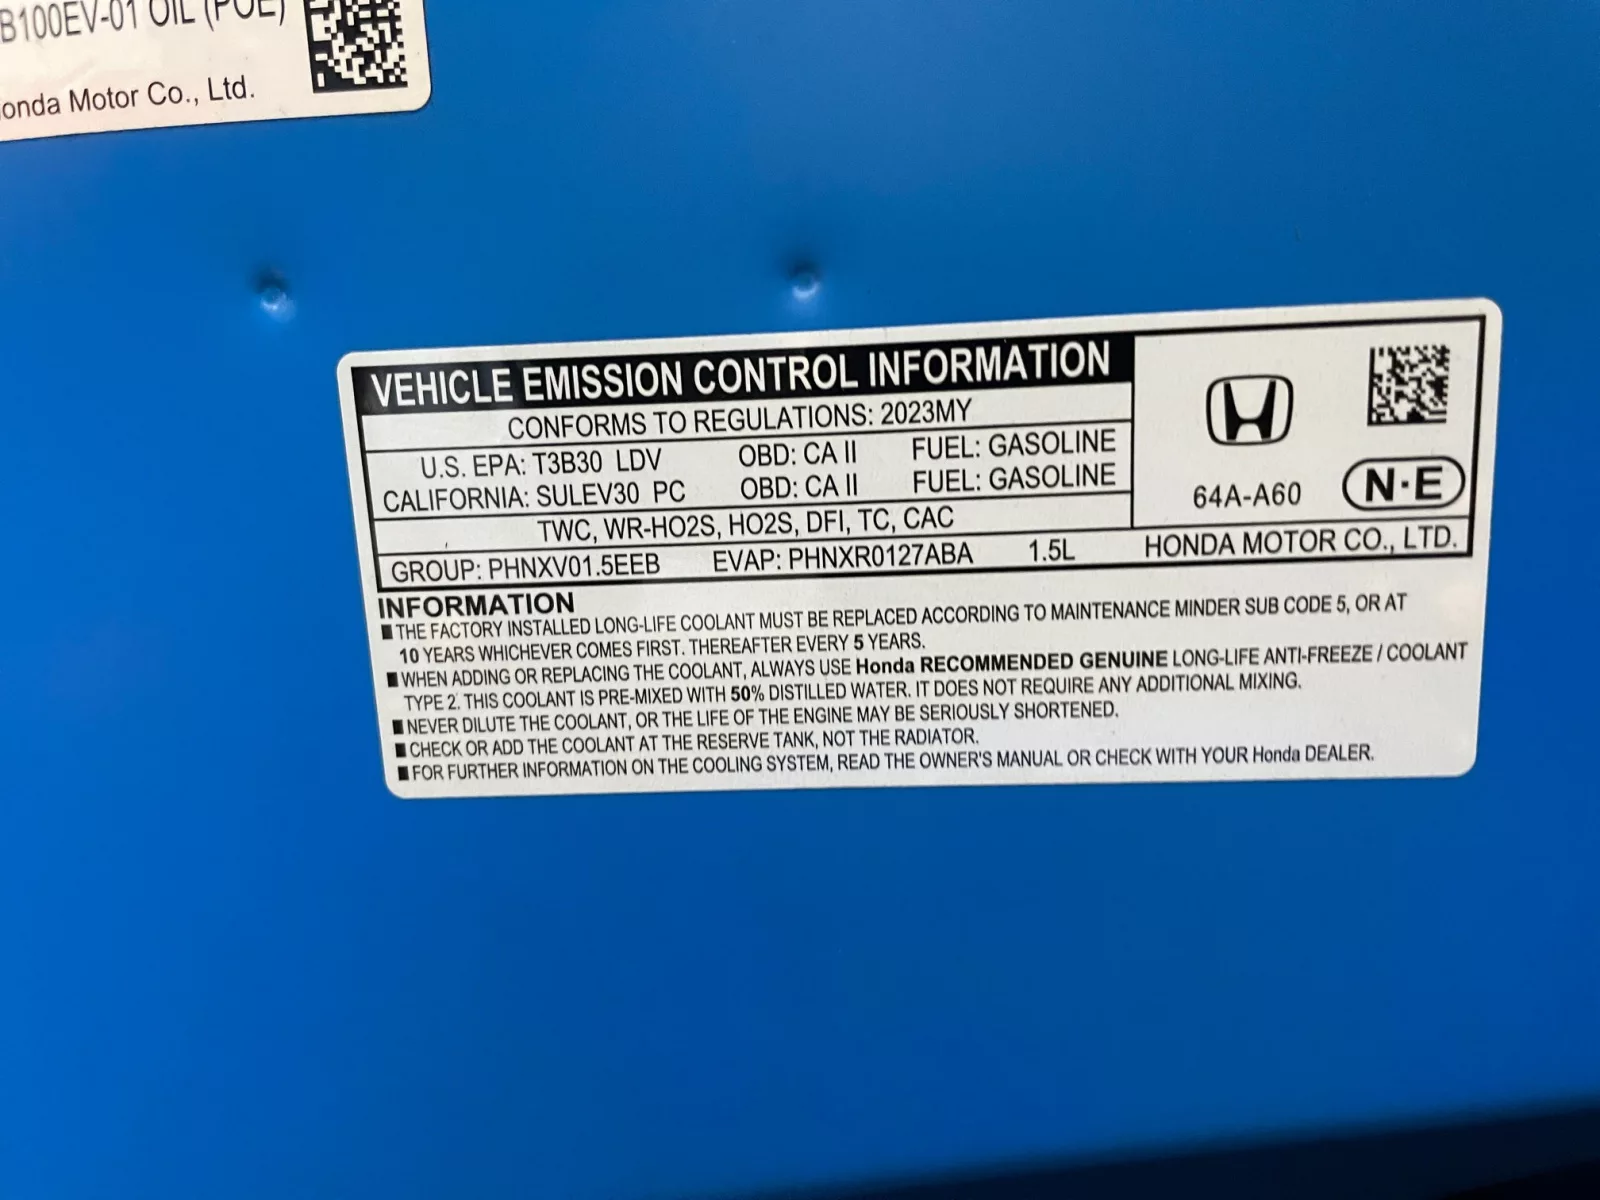 B100EV-01 OIL (POE)
Honda Motor Co., Ltd.
VEHICLE EMISSION CONTROL INFORMATION
CONFORMS TO REGULATIONS: 2023MY
U.S. EPA: T3B30 LDV OBD: CA II FUEL: GASOLINE
CALIFORNIA: SULEV30 PC OBD: CA II FUEL: GASOLINE
TWC, WR-HO2S, HO2S, DFI, TC, CAC
GROUP: PHNXV01.5EEB EVAP: PHNXR0127ABA 1.5L
64A-A60 N·E
HONDA MOTOR CO., LTD.
INFORMATION
■ THE FACTORY INSTALLED LONG-LIFE COOLANT MUST BE REPLACED ACCORDING TO MAINTENANCE MINDER SUB CODE 5, OR AT
10 YEARS WHICHEVER COMES FIRST. THEREAFTER EVERY 5 YEARS.
■ WHEN ADDING OR REPLACING THE COOLANT, ALWAYS USE Honda RECOMMENDED GENUINE LONG-LIFE ANTI-FREEZE / COOLANT
TYPE 2. THIS COOLANT IS PRE-MIXED WITH 50% DISTILLED WATER. IT DOES NOT REQUIRE ANY ADDITIONAL MIXING.
■ NEVER DILUTE THE COOLANT, OR THE LIFE OF THE ENGINE MAY BE SERIOUSLY SHORTENED.
■ CHECK OR ADD THE COOLANT AT THE RESERVE TANK, NOT THE RADIATOR.
■ FOR FURTHER INFORMATION ON THE COOLING SYSTEM, READ THE OWNER'S MANUAL OR CHECK WITH YOUR Honda DEALER.